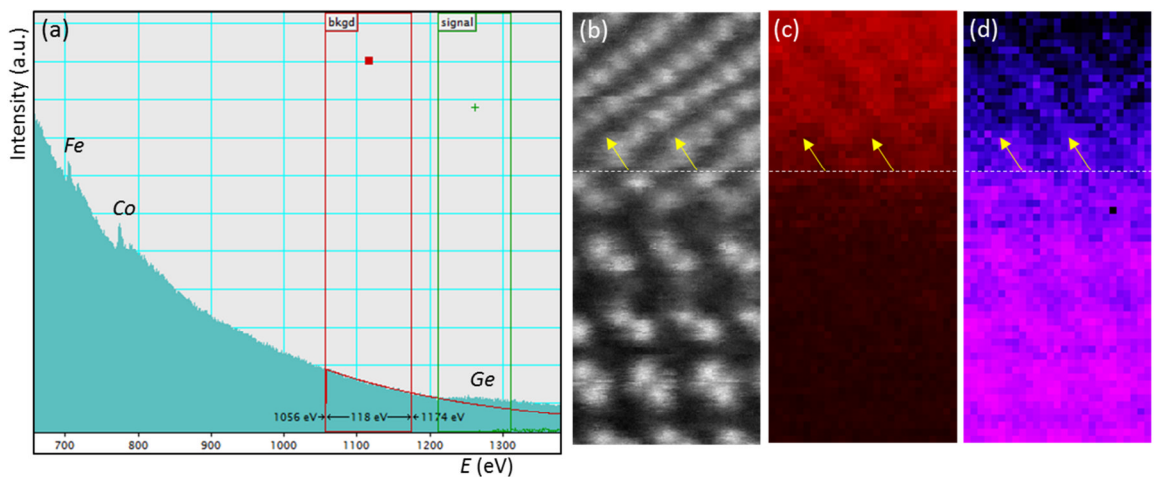 (a)
bkgd
signal
(b)
(c)
(d)
Intensity (a.u.)
Fe
Co
Ge
1056 eV
118 eV
1174 eV
700 800 900 1000 1100 1200 1300
E (eV)